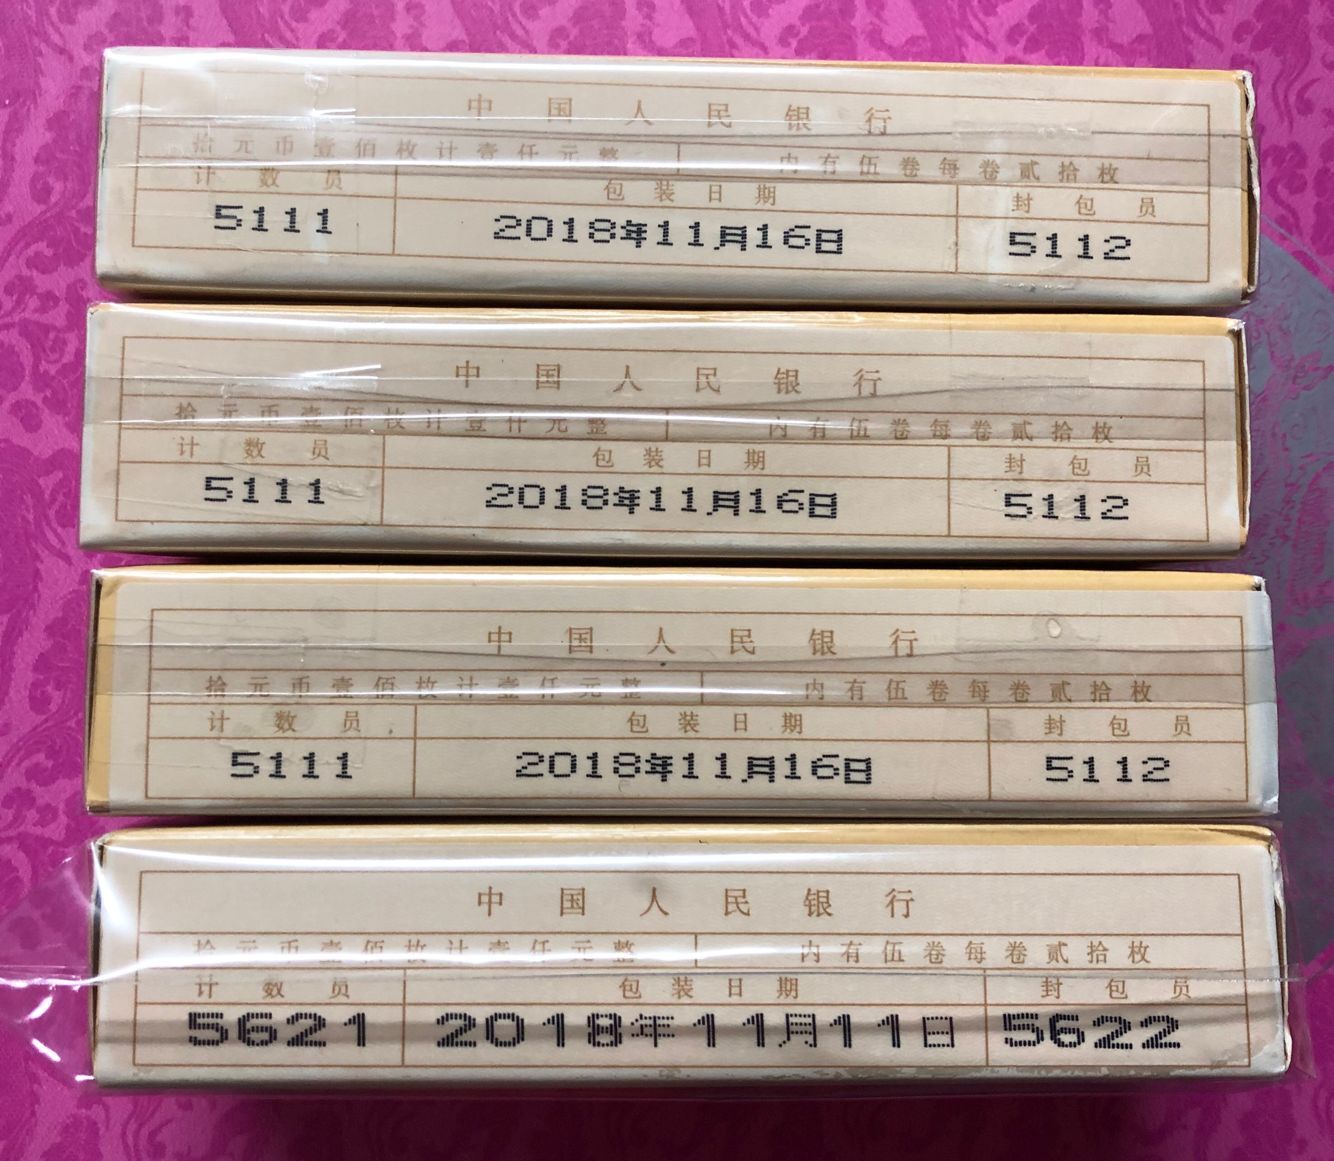 中国人民银行
拾元币壹佰枚计壹仟元整 内有伍卷每卷贰拾枚
计数员 包装日期 封包员
5111 2018年11月16日 5112
中国人民银行
拾元币壹佰枚计壹仟元整 内有伍卷每卷贰拾枚
计数员 包装日期 封包员
5111 2018年11月16日 5112
中国人民银行
拾元币壹佰枚计壹仟元整 内有伍卷每卷贰拾枚
计数员 包装日期 封包员
5111 2018年11月16日 5112
中国人民银行
拾元币壹佰枚计壹仟元整 内有伍卷每卷贰拾枚
计数员 包装日期 封包员
5621 2018年11月11日 5622